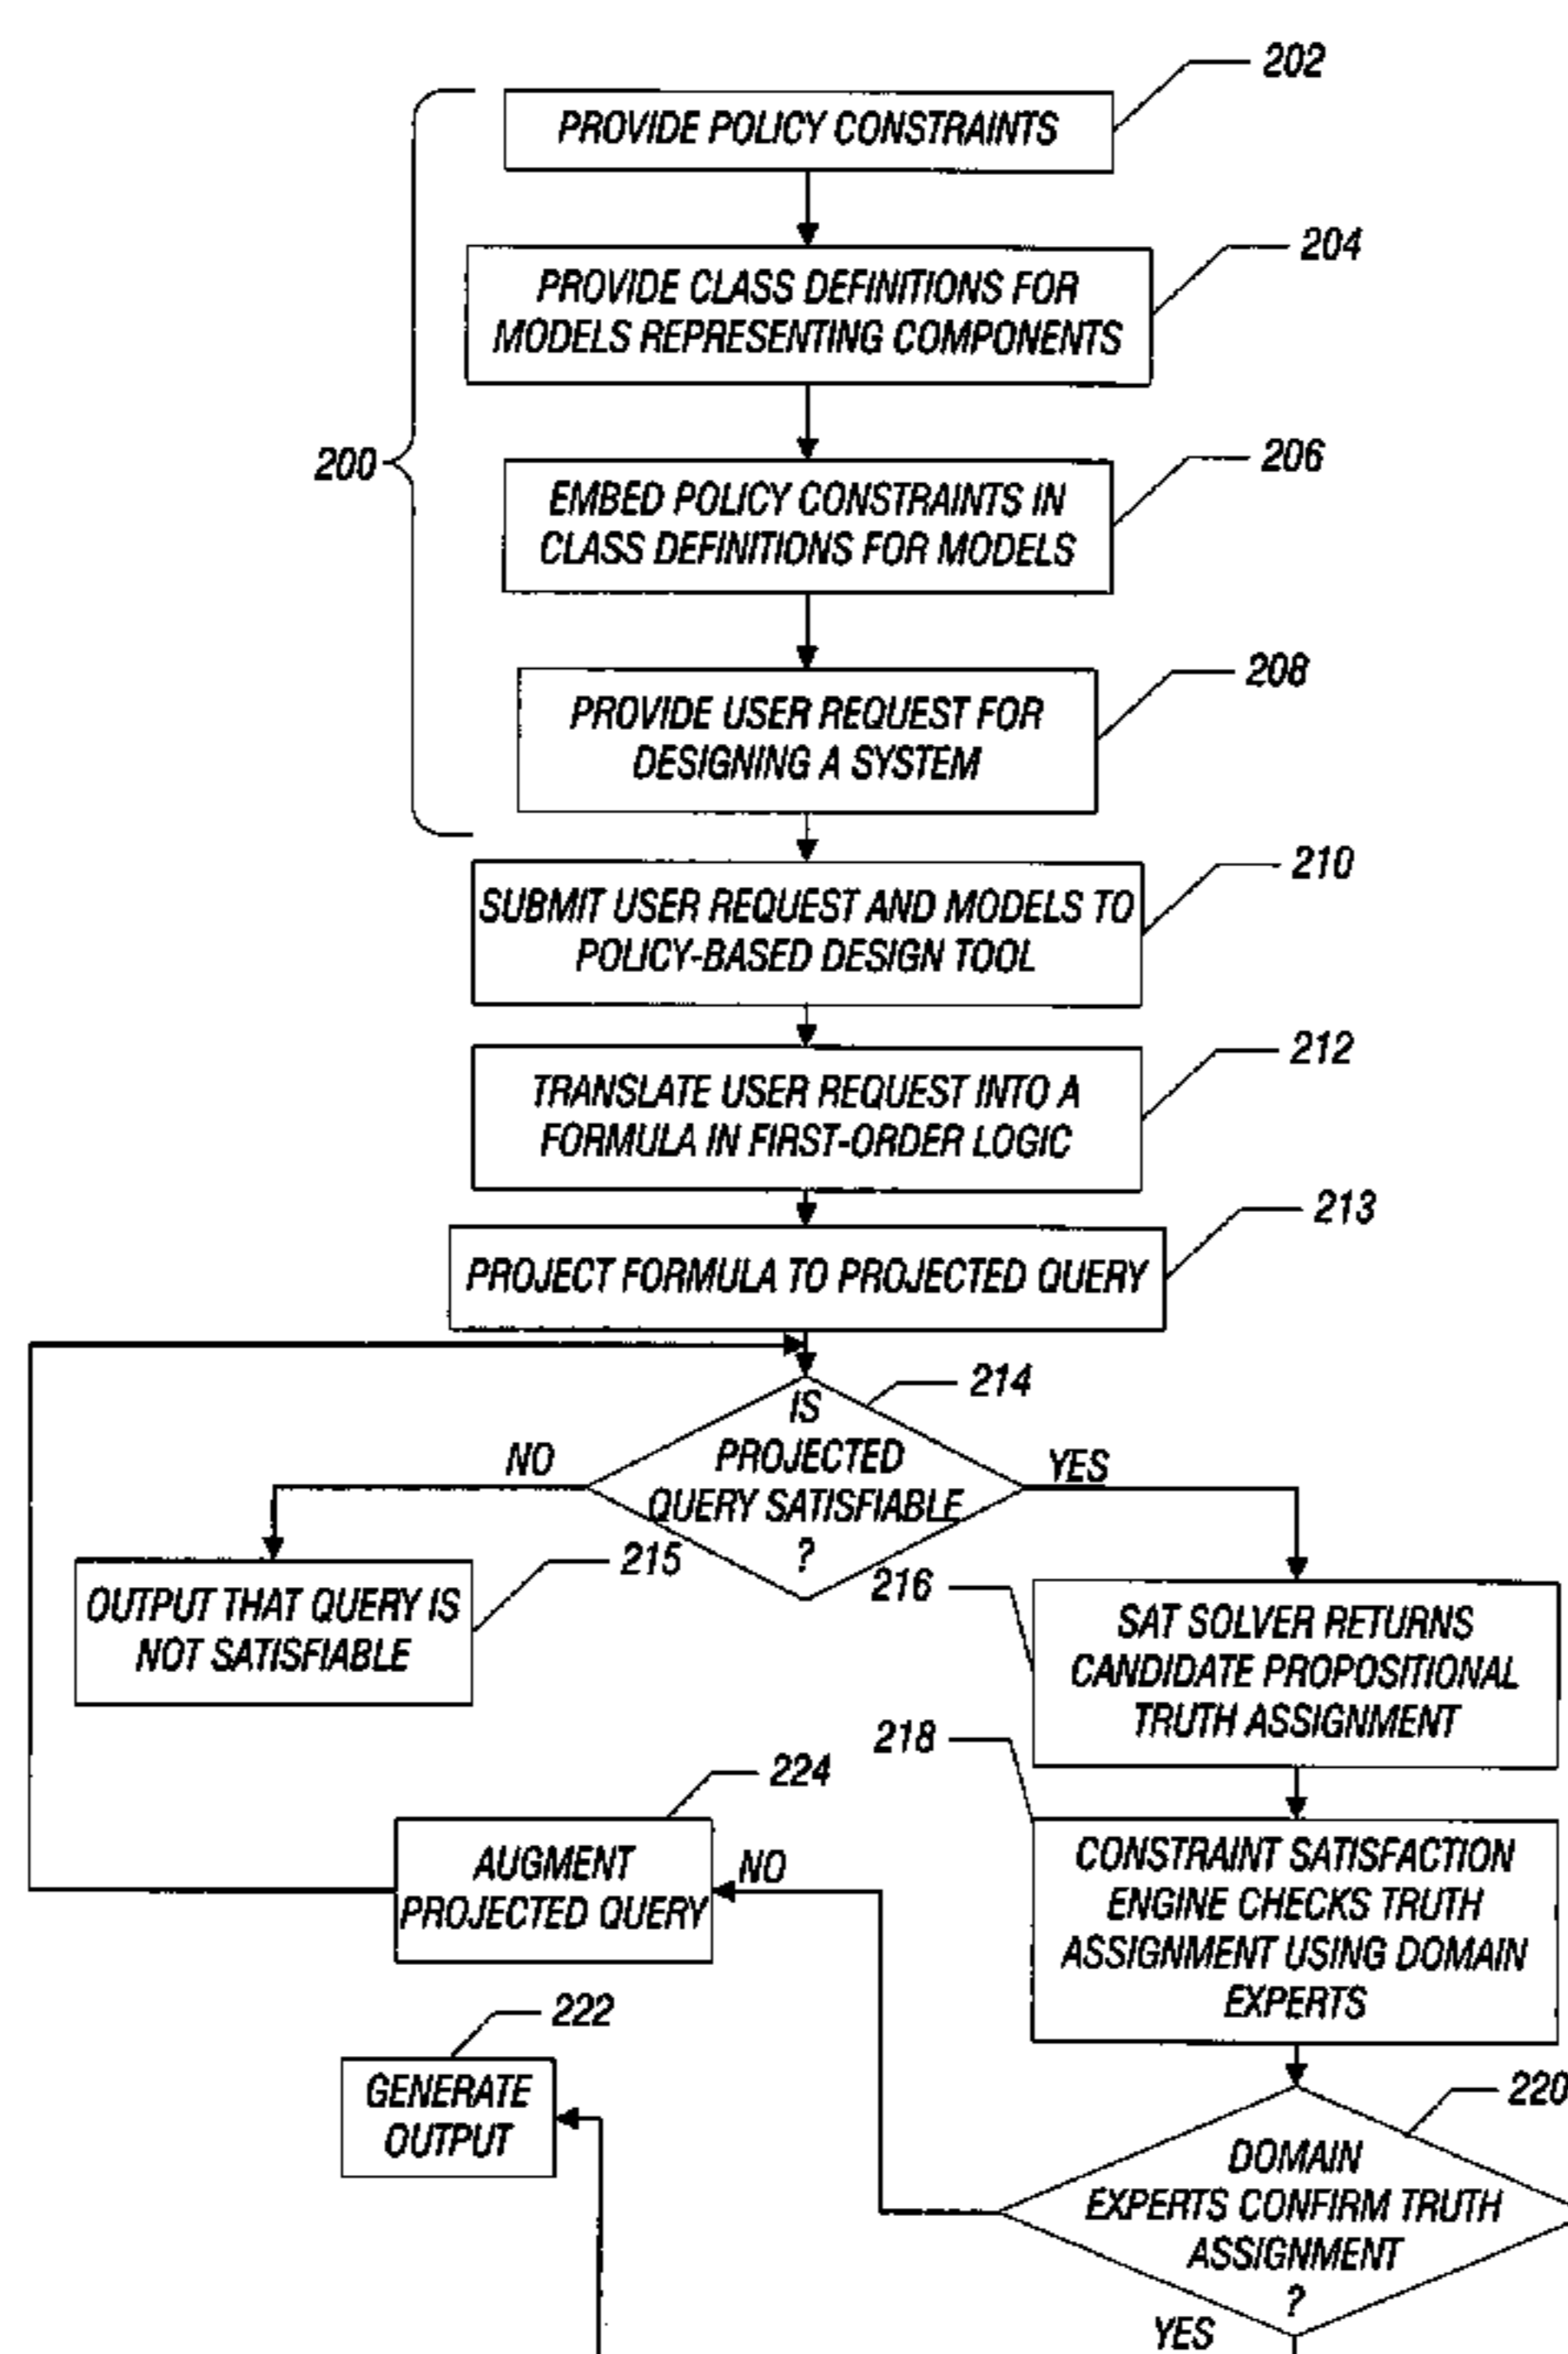 202
PROVIDE POLICY CONSTRAINTS
204
PROVIDE CLASS DEFINITIONS FOR
MODELS REPRESENTING COMPONENTS
200
206
EMBED POLICY CONSTRAINTS IN
CLASS DEFINITIONS FOR MODELS
208
PROVIDE USER REQUEST FOR
DESIGNING A SYSTEM
210
SUBMIT USER REQUEST AND MODELS TO
POLICY-BASED DESIGN TOOL
212
TRANSLATE USER REQUEST INTO A
FORMULA IN FIRST-ORDER LOGIC
213
PROJECT FORMULA TO PROJECTED QUERY
214
IS
PROJECTED
QUERY SATISFIABLE
?
NO
YES
215
OUTPUT THAT QUERY IS
NOT SATISFIABLE
216
SAT SOLVER RETURNS
CANDIDATE PROPOSITIONAL
TRUTH ASSIGNMENT
218
CONSTRAINT SATISFACTION
ENGINE CHECKS TRUTH
ASSIGNMENT USING DOMAIN
EXPERTS
224
AUGMENT
PROJECTED QUERY
NO
222
GENERATE
OUTPUT
220
DOMAIN
EXPERTS CONFIRM TRUTH
ASSIGNMENT
?
YES